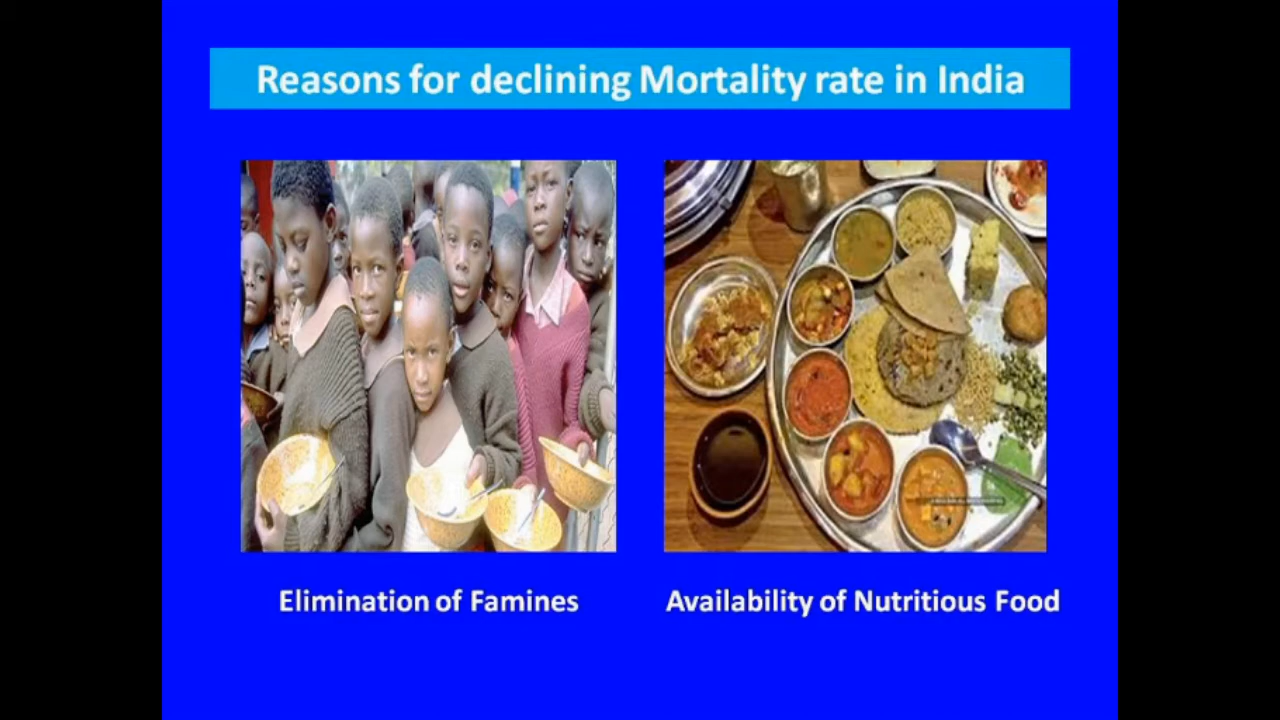 Reasons for declining Mortality rate in India
Elimination of Famines
Availability of Nutritious Food